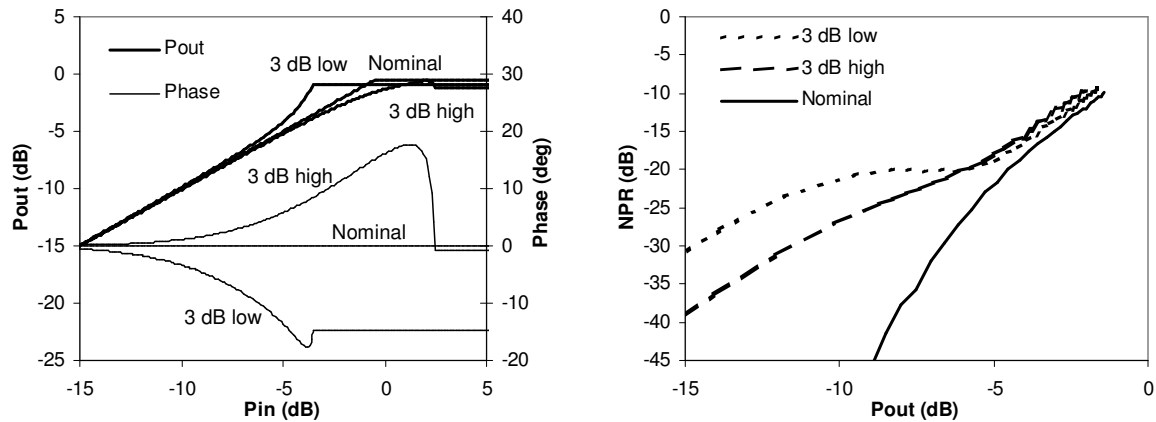 5
0
-5
-10
-15
-20
-25
Pout (dB)
-15
-10
-5
0
5
Pin (dB)
40
30
20
10
0
-10
-20
Phase (deg)
Pout
Phase
3 dB low
Nominal
3 dB high
3 dB high
Nominal
3 dB low
0
-5
-10
-15
-20
-25
-30
-35
-40
-45
NPR (dB)
-15
-10
-5
0
Pout (dB)
3 dB low
3 dB high
Nominal